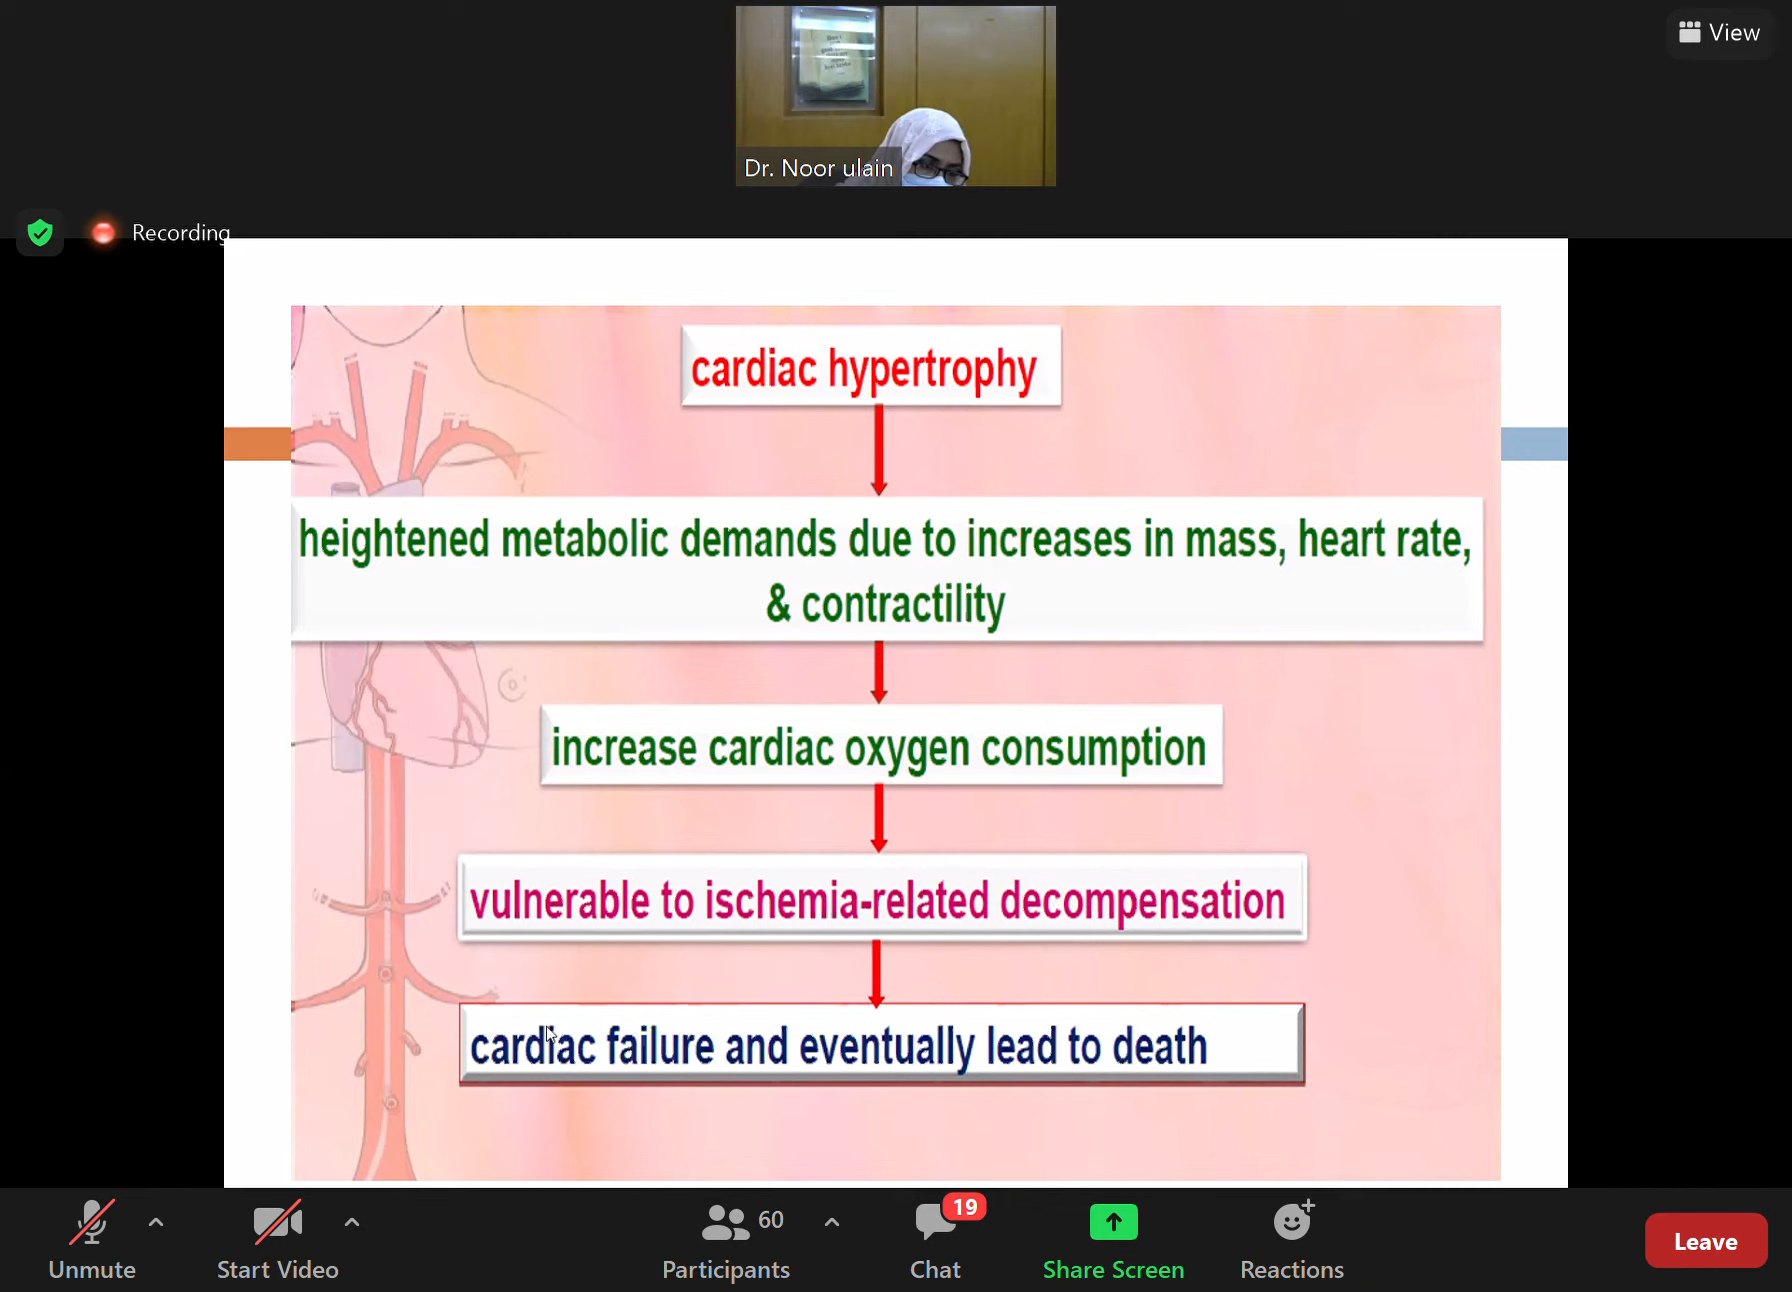 View
Dr. Noor ulain
Recording
cardiac hypertrophy
heightened metabolic demands due to increases in mass, heart rate,
& contractility
increase cardiac oxygen consumption
vulnerable to ischemia-related decompensation
cardiac failure and eventually lead to death
60
19
Unmute
Start Video
Participants
Chat
Share Screen
Reactions
Leave